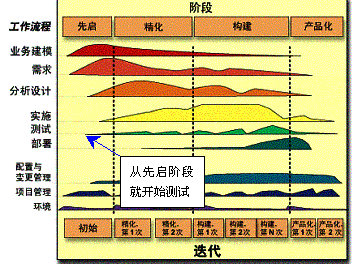 阶段
工作流程 先启 精化 构建 产品化
业务建模
需求
分析设计
实施
测试
部署
从先启阶段
就开始测试
配置与
变更管理
项目管理
环境
初始 精化, 第1次 精化, 第2次 构建, 第1次 构建, 第2次 构建, 第N次 产品化, 第1次 产品化, 第2次
迭代